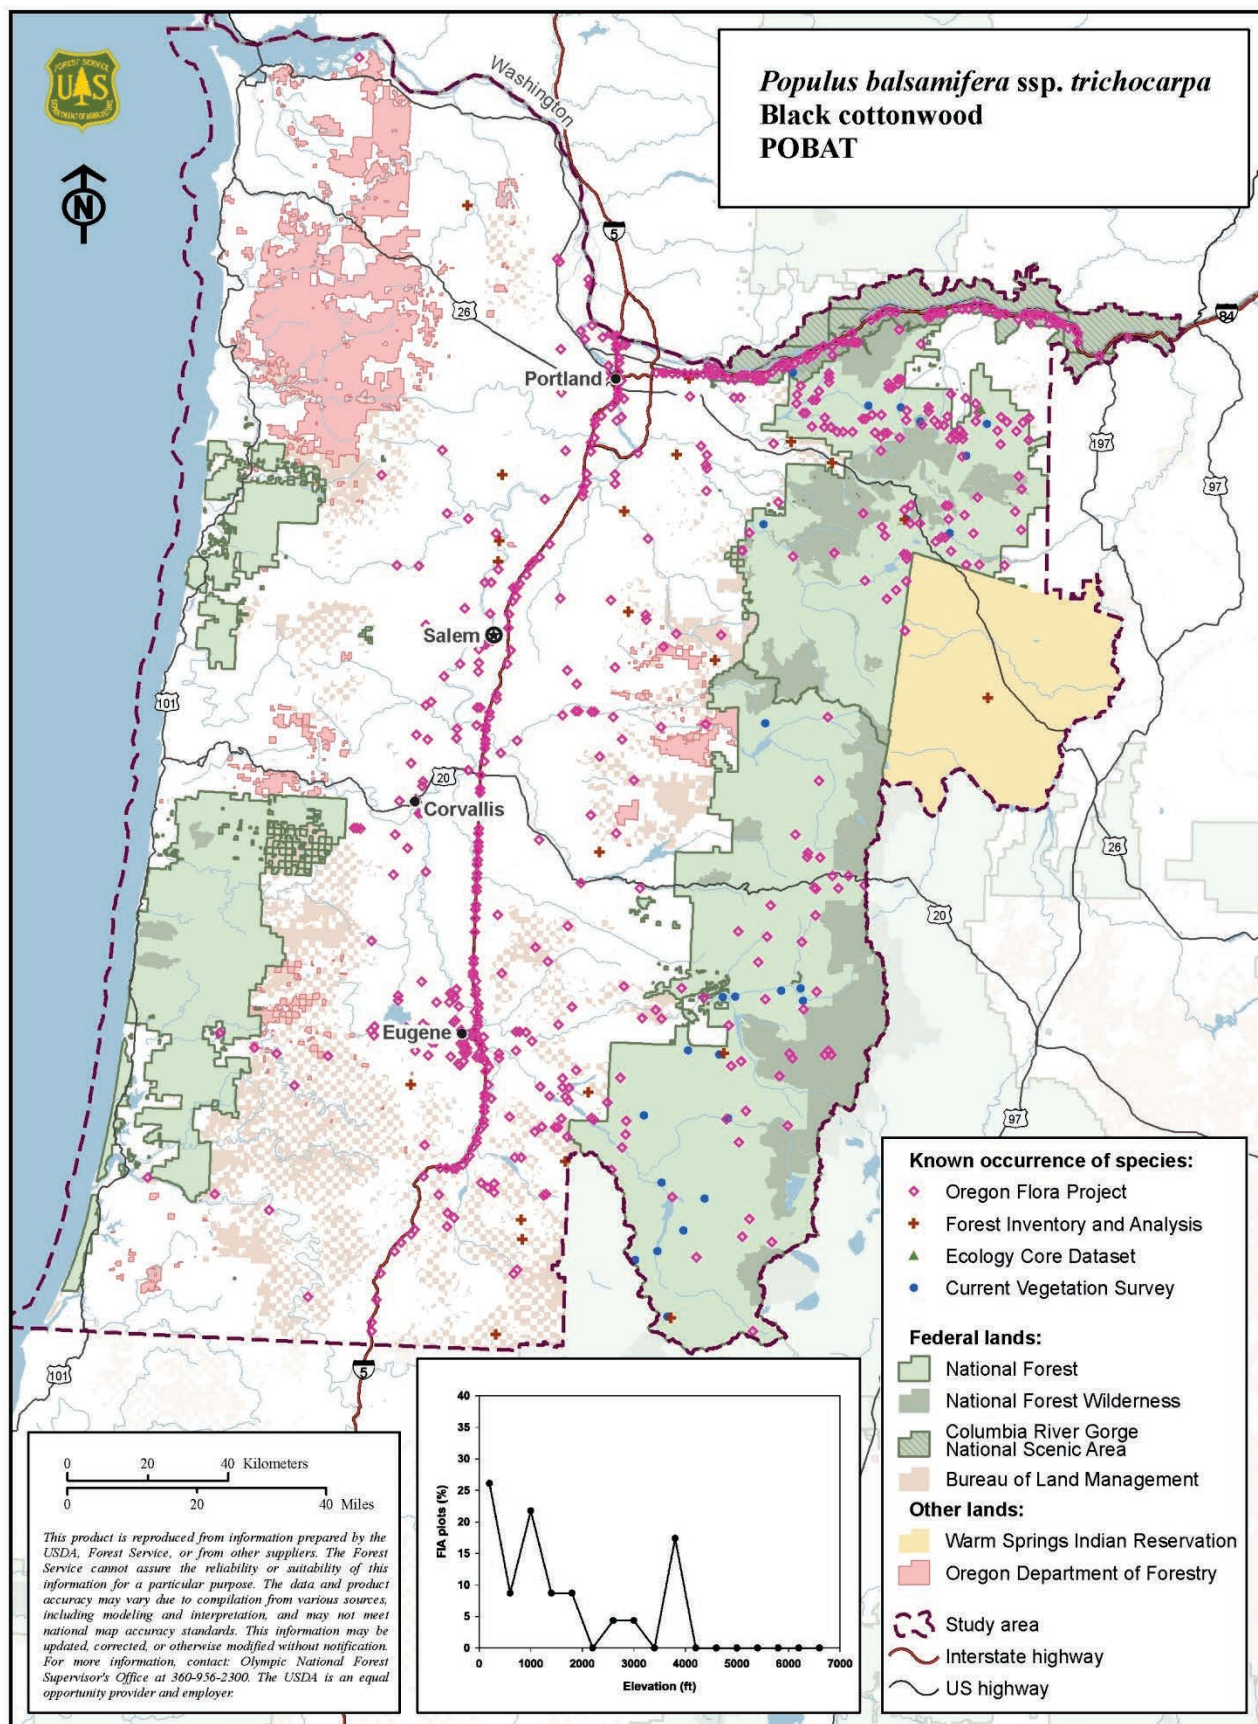 FOREST SERVICE
US
DEPARTMENT OF AGRICULTURE
N
Washington
Populus balsamifera ssp. trichocarpa
Black cottonwood
POBAT
5
26
84
Portland
197
97
Salem
101
20
Corvallis
26
20
Eugene
97
5
101
Known occurrence of species:
Oregon Flora Project
Forest Inventory and Analysis
Ecology Core Dataset
Current Vegetation Survey
Federal lands:
National Forest
National Forest Wilderness
Columbia River Gorge
National Scenic Area
Bureau of Land Management
Other lands:
Warm Springs Indian Reservation
Oregon Department of Forestry
Study area
Interstate highway
US highway
0 20 40 Kilometers
0 20 40 Miles
This product is reproduced from information prepared by the
USDA, Forest Service, or from other suppliers. The Forest
Service cannot assure the reliability or suitability of this
information for a particular purpose. The data and product
accuracy may vary due to compilation from various sources,
including modeling and interpretation, and may not meet
national map accuracy standards. This information may be
updated, corrected, or otherwise modified without notification.
For more information, contact: Olympic National Forest
Supervisor's Office at 360-956-2300. The USDA is an equal
opportunity provider and employer.
FIA plots (%)
40
35
30
25
20
15
10
5
0
0 1000 2000 3000 4000 5000 6000 7000
Elevation (ft)